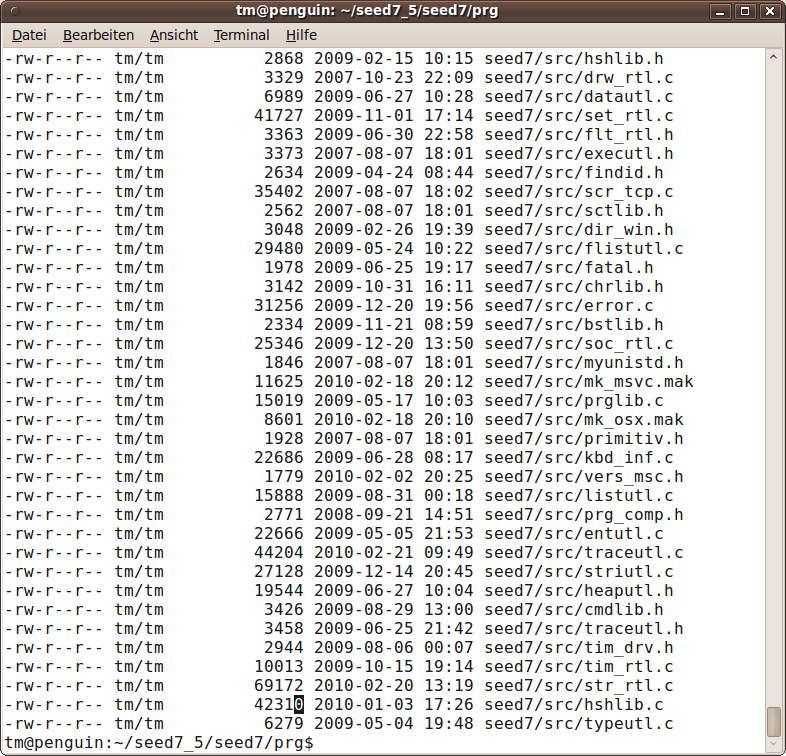 tm@penguin: ~/seed7_5/seed7/prg
Datei Bearbeiten Ansicht Terminal Hilfe
-rw-r--r-- tm/tm 2868 2009-02-15 10:15 seed7/src/hshlib.h
-rw-r--r-- tm/tm 3329 2007-10-23 22:09 seed7/src/drw_rtl.c
-rw-r--r-- tm/tm 6989 2009-06-27 10:28 seed7/src/datautl.c
-rw-r--r-- tm/tm 41727 2009-11-01 17:14 seed7/src/set_rtl.c
-rw-r--r-- tm/tm 3363 2009-06-30 22:58 seed7/src/flt_rtl.h
-rw-r--r-- tm/tm 3373 2007-08-07 18:01 seed7/src/executl.h
-rw-r--r-- tm/tm 2634 2009-04-24 08:44 seed7/src/findid.h
-rw-r--r-- tm/tm 35402 2007-08-07 18:02 seed7/src/scr_tcp.c
-rw-r--r-- tm/tm 2562 2007-08-07 18:01 seed7/src/sctlib.h
-rw-r--r-- tm/tm 3048 2009-02-26 19:39 seed7/src/dir_win.h
-rw-r--r-- tm/tm 29480 2009-05-24 10:22 seed7/src/flistutl.c
-rw-r--r-- tm/tm 1978 2009-06-25 19:17 seed7/src/fatal.h
-rw-r--r-- tm/tm 3142 2009-10-31 16:11 seed7/src/chrlib.h
-rw-r--r-- tm/tm 31256 2009-12-20 19:56 seed7/src/error.c
-rw-r--r-- tm/tm 2334 2009-11-21 08:59 seed7/src/bstlib.h
-rw-r--r-- tm/tm 25346 2009-12-20 13:50 seed7/src/soc_rtl.c
-rw-r--r-- tm/tm 1846 2007-08-07 18:01 seed7/src/myunistd.h
-rw-r--r-- tm/tm 11625 2010-02-18 20:12 seed7/src/mk_msvc.mak
-rw-r--r-- tm/tm 15019 2009-05-17 10:03 seed7/src/prglib.c
-rw-r--r-- tm/tm 8601 2010-02-18 20:10 seed7/src/mk_osx.mak
-rw-r--r-- tm/tm 1928 2007-08-07 18:01 seed7/src/primitiv.h
-rw-r--r-- tm/tm 22686 2009-06-28 08:17 seed7/src/kbd_inf.c
-rw-r--r-- tm/tm 1779 2010-02-02 20:25 seed7/src/vers_msc.h
-rw-r--r-- tm/tm 15888 2009-08-31 00:18 seed7/src/listutl.c
-rw-r--r-- tm/tm 2771 2008-09-21 14:51 seed7/src/prg_comp.h
-rw-r--r-- tm/tm 22666 2009-05-05 21:53 seed7/src/entutl.c
-rw-r--r-- tm/tm 44204 2010-02-21 09:49 seed7/src/traceutl.c
-rw-r--r-- tm/tm 27128 2009-12-14 20:45 seed7/src/striutl.c
-rw-r--r-- tm/tm 19544 2009-06-27 10:04 seed7/src/heaputl.h
-rw-r--r-- tm/tm 3426 2009-08-29 13:00 seed7/src/cmdlib.h
-rw-r--r-- tm/tm 3458 2009-06-25 21:42 seed7/src/traceutl.h
-rw-r--r-- tm/tm 2944 2009-08-06 00:07 seed7/src/tim_drv.h
-rw-r--r-- tm/tm 10013 2009-10-15 19:14 seed7/src/tim_rtl.c
-rw-r--r-- tm/tm 69172 2010-02-20 13:19 seed7/src/str_rtl.c
-rw-r--r-- tm/tm 42310 2010-01-03 17:26 seed7/src/hshlib.c
-rw-r--r-- tm/tm 6279 2009-05-04 19:48 seed7/src/typeutl.c
tm@penguin:~/seed7_5/seed7/prg$